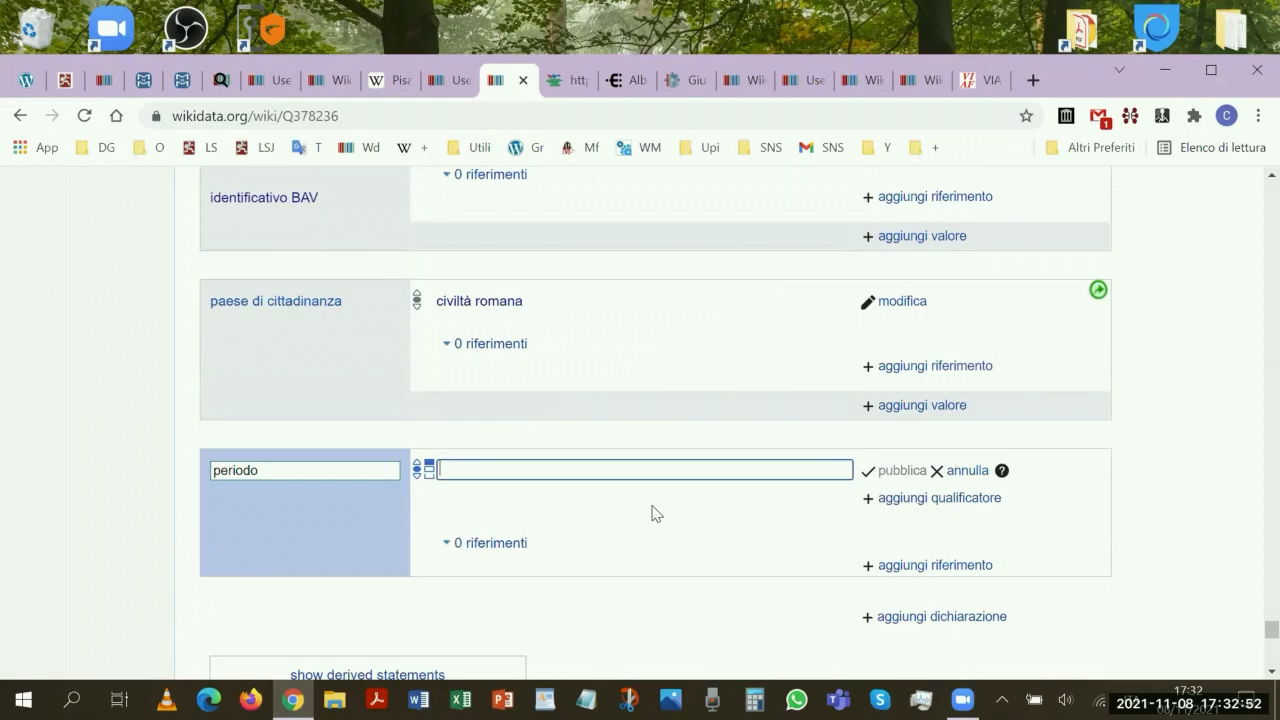 Use
Wik
Pisa
Use
http
Alb
Giu
Wik
Use
Wik
Wik
VIA
wikidata.org/wiki/Q378236
1
C
App
DG
O
LS
LSJ
T
Wd
+
Utili
Gr
Mf
WM
Upi
SNS
SNS
Y
+
Altri Preferiti
Elenco di lettura
0 riferimenti
identificativo BAV
+ aggiungi riferimento
+ aggiungi valore
paese di cittadinanza
civiltà romana
modifica
0 riferimenti
+ aggiungi riferimento
+ aggiungi valore
periodo
pubblica
annulla
+ aggiungi qualificatore
0 riferimenti
+ aggiungi riferimento
+ aggiungi dichiarazione
show derived statements
17:32
2021-11-08 17:32:52